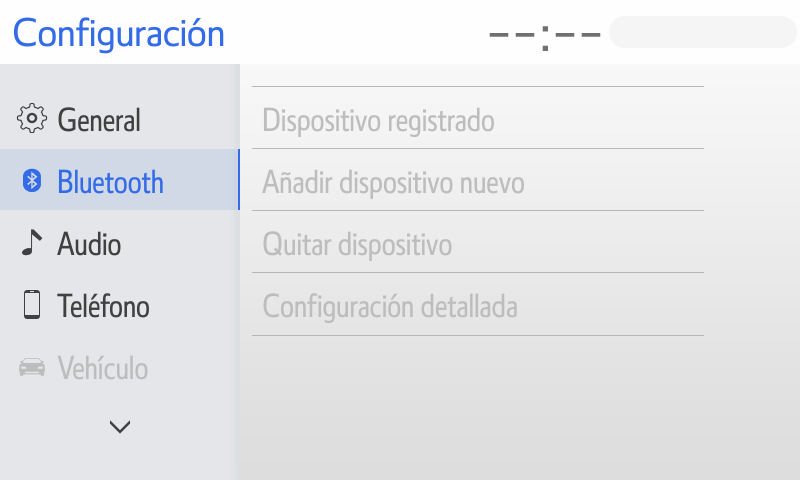 Configuración
--:--
General
Bluetooth
Audio
Teléfono
Vehículo
Dispositivo registrado
Añadir dispositivo nuevo
Quitar dispositivo
Configuración detallada